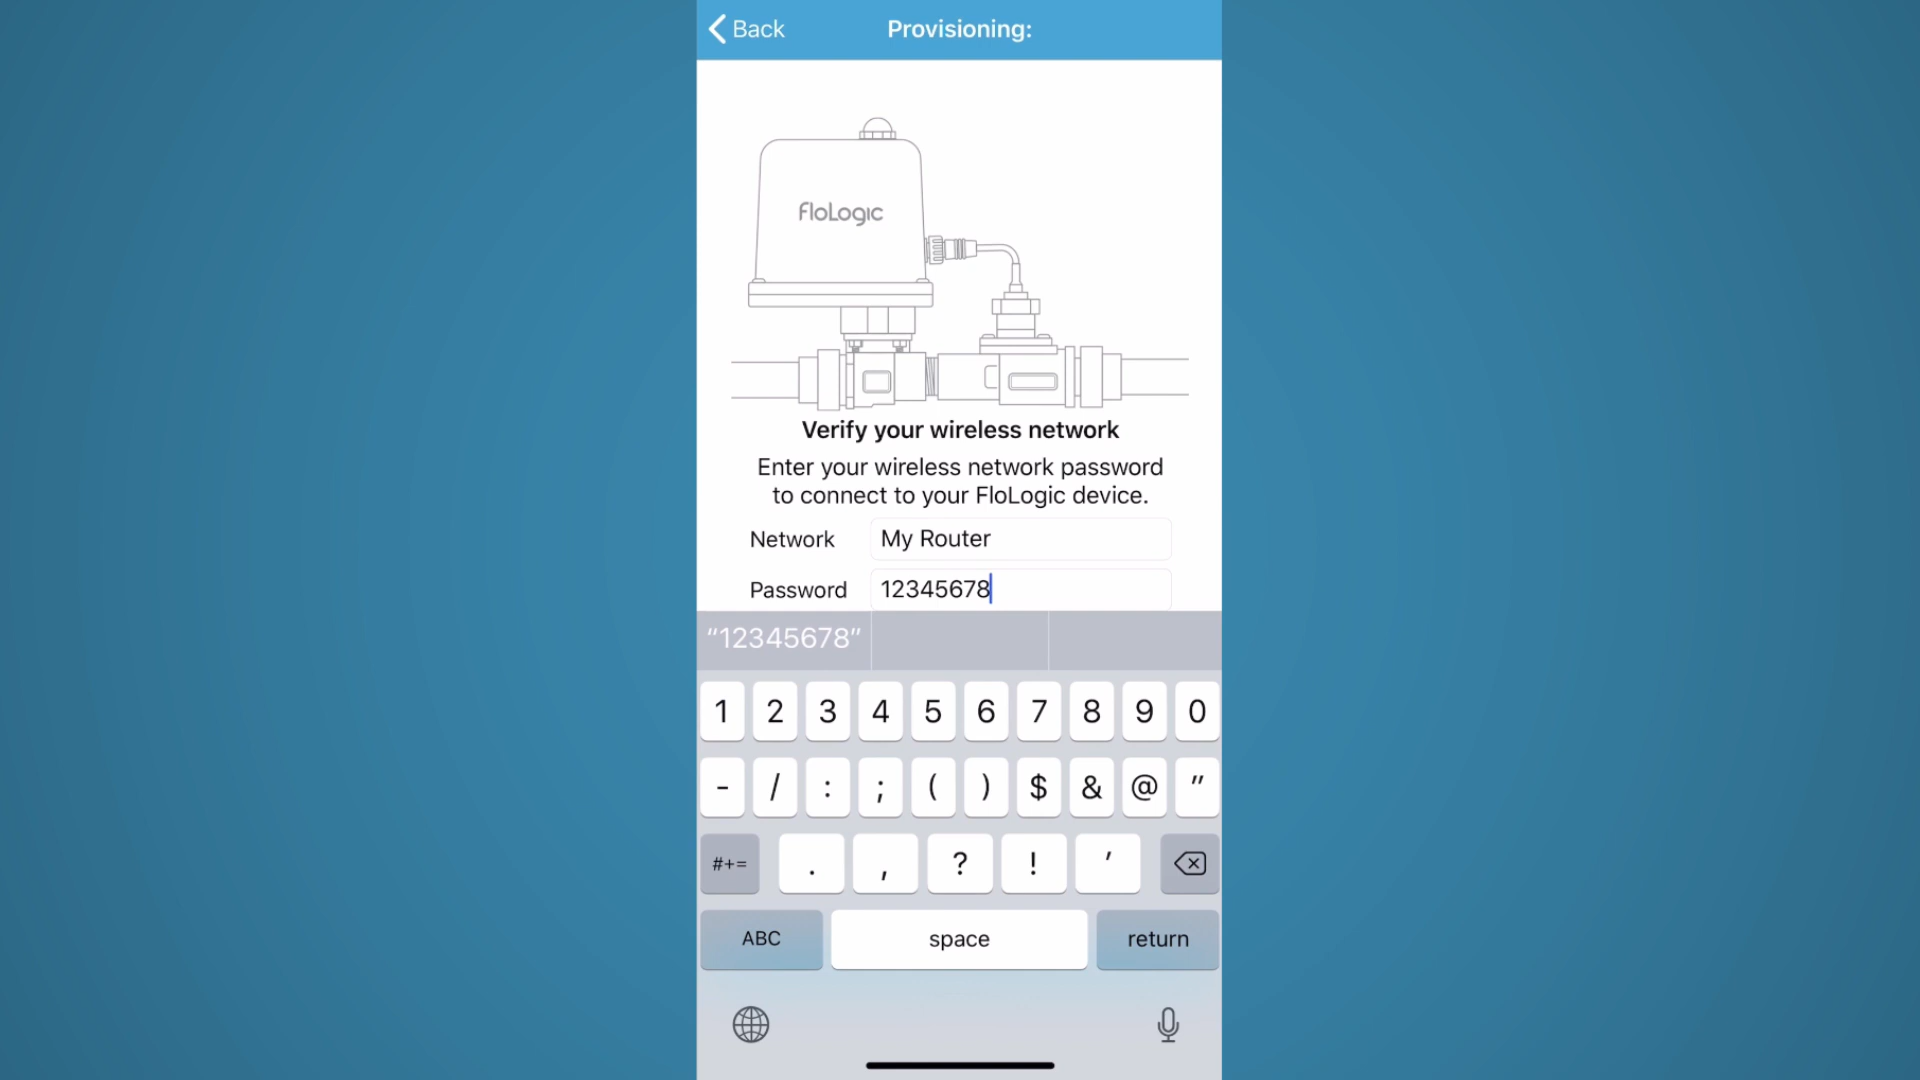 Back
Provisioning:
FloLogic
Verify your wireless network
Enter your wireless network password
to connect to your FloLogic device.
Network My Router
Password 12345678
“12345678”
1 2 3 4 5 6 7 8 9 0
- / : ; ( ) $ & @ "
#+= . , ? ! '
ABC space return